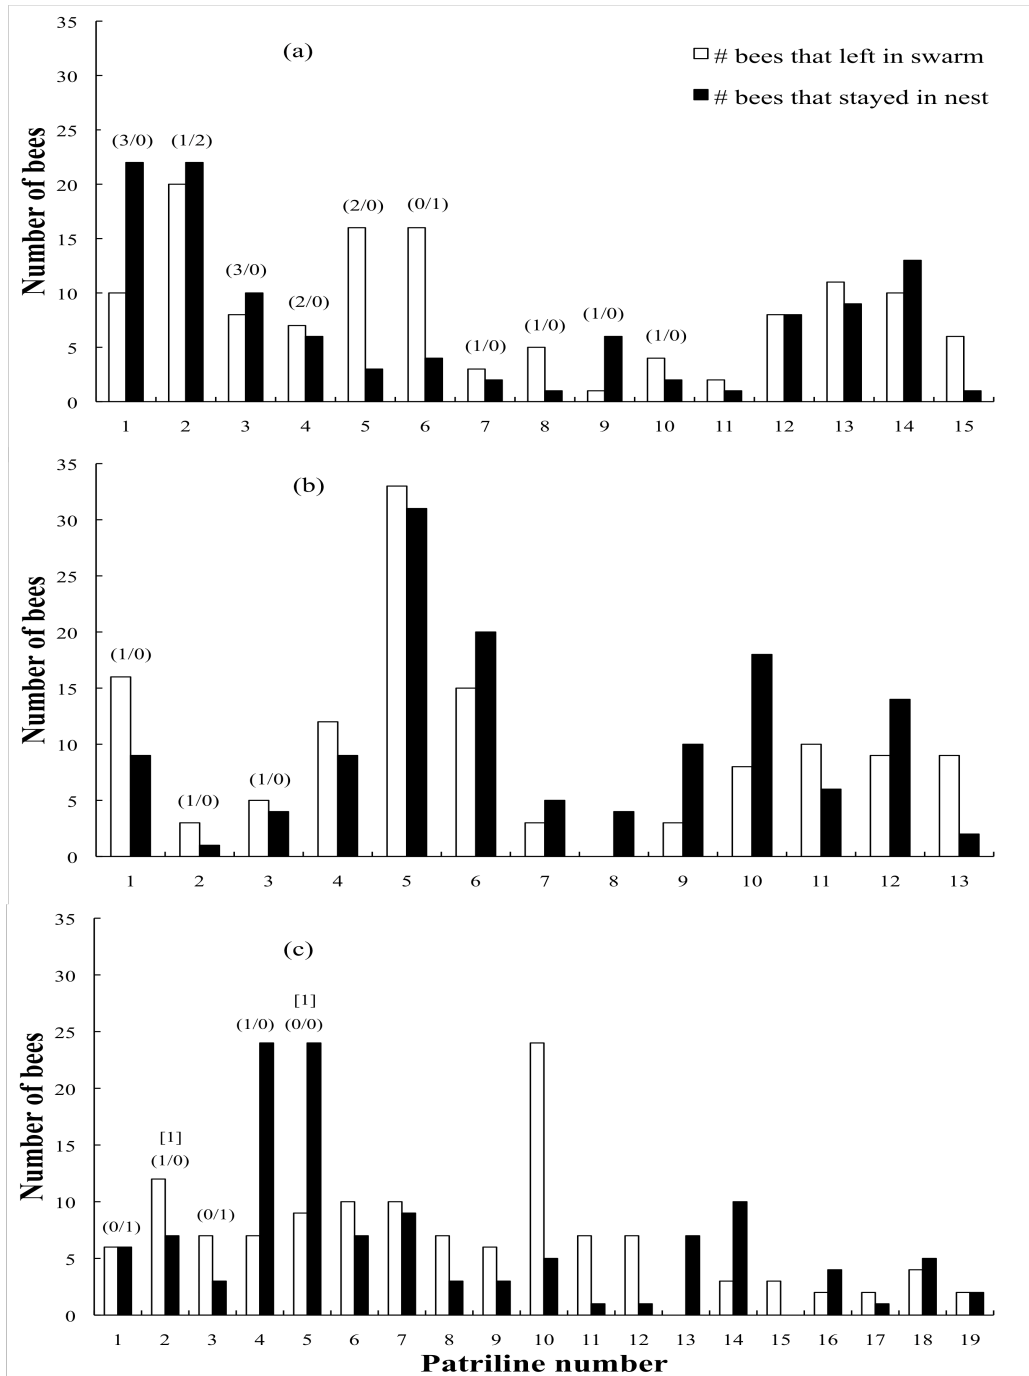 (a)
# bees that left in swarm
# bees that stayed in nest
Number of bees
35
30
25
20
15
10
5
0
(3/0) (1/2) (3/0) (2/0) (2/0) (0/1) (1/0) (1/0) (1/0) (1/0)
1 2 3 4 5 6 7 8 9 10 11 12 13 14 15
(b)
Number of bees
35
30
25
20
15
10
5
0
(1/0) (1/0) (1/0)
1 2 3 4 5 6 7 8 9 10 11 12 13
(c)
Number of bees
35
30
25
20
15
10
5
0
[1] [1]
(0/1) (1/0) (0/1) (1/0) (0/0)
1 2 3 4 5 6 7 8 9 10 11 12 13 14 15 16 17 18 19
Patriline number